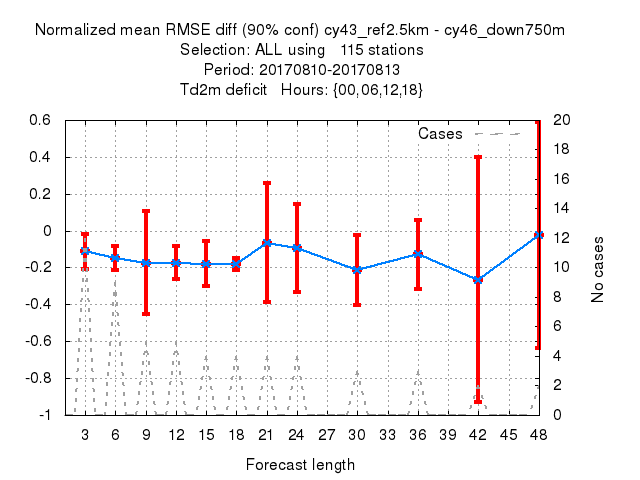 Normalized mean RMSE diff (90% conf) cy43_ref2.5km - cy46_down750m
Selection: ALL using 115 stations
Period: 20170810-20170813
Td2m deficit Hours: {00,06,12,18}
Cases
0.6
0.4
0.2
0
-0.2
-0.4
-0.6
-0.8
-1
20
18
16
14
12
10
8
6
4
2
0
No cases
3 6 9 12 15 18 21 24 27 30 33 36 39 42 45 48
Forecast length